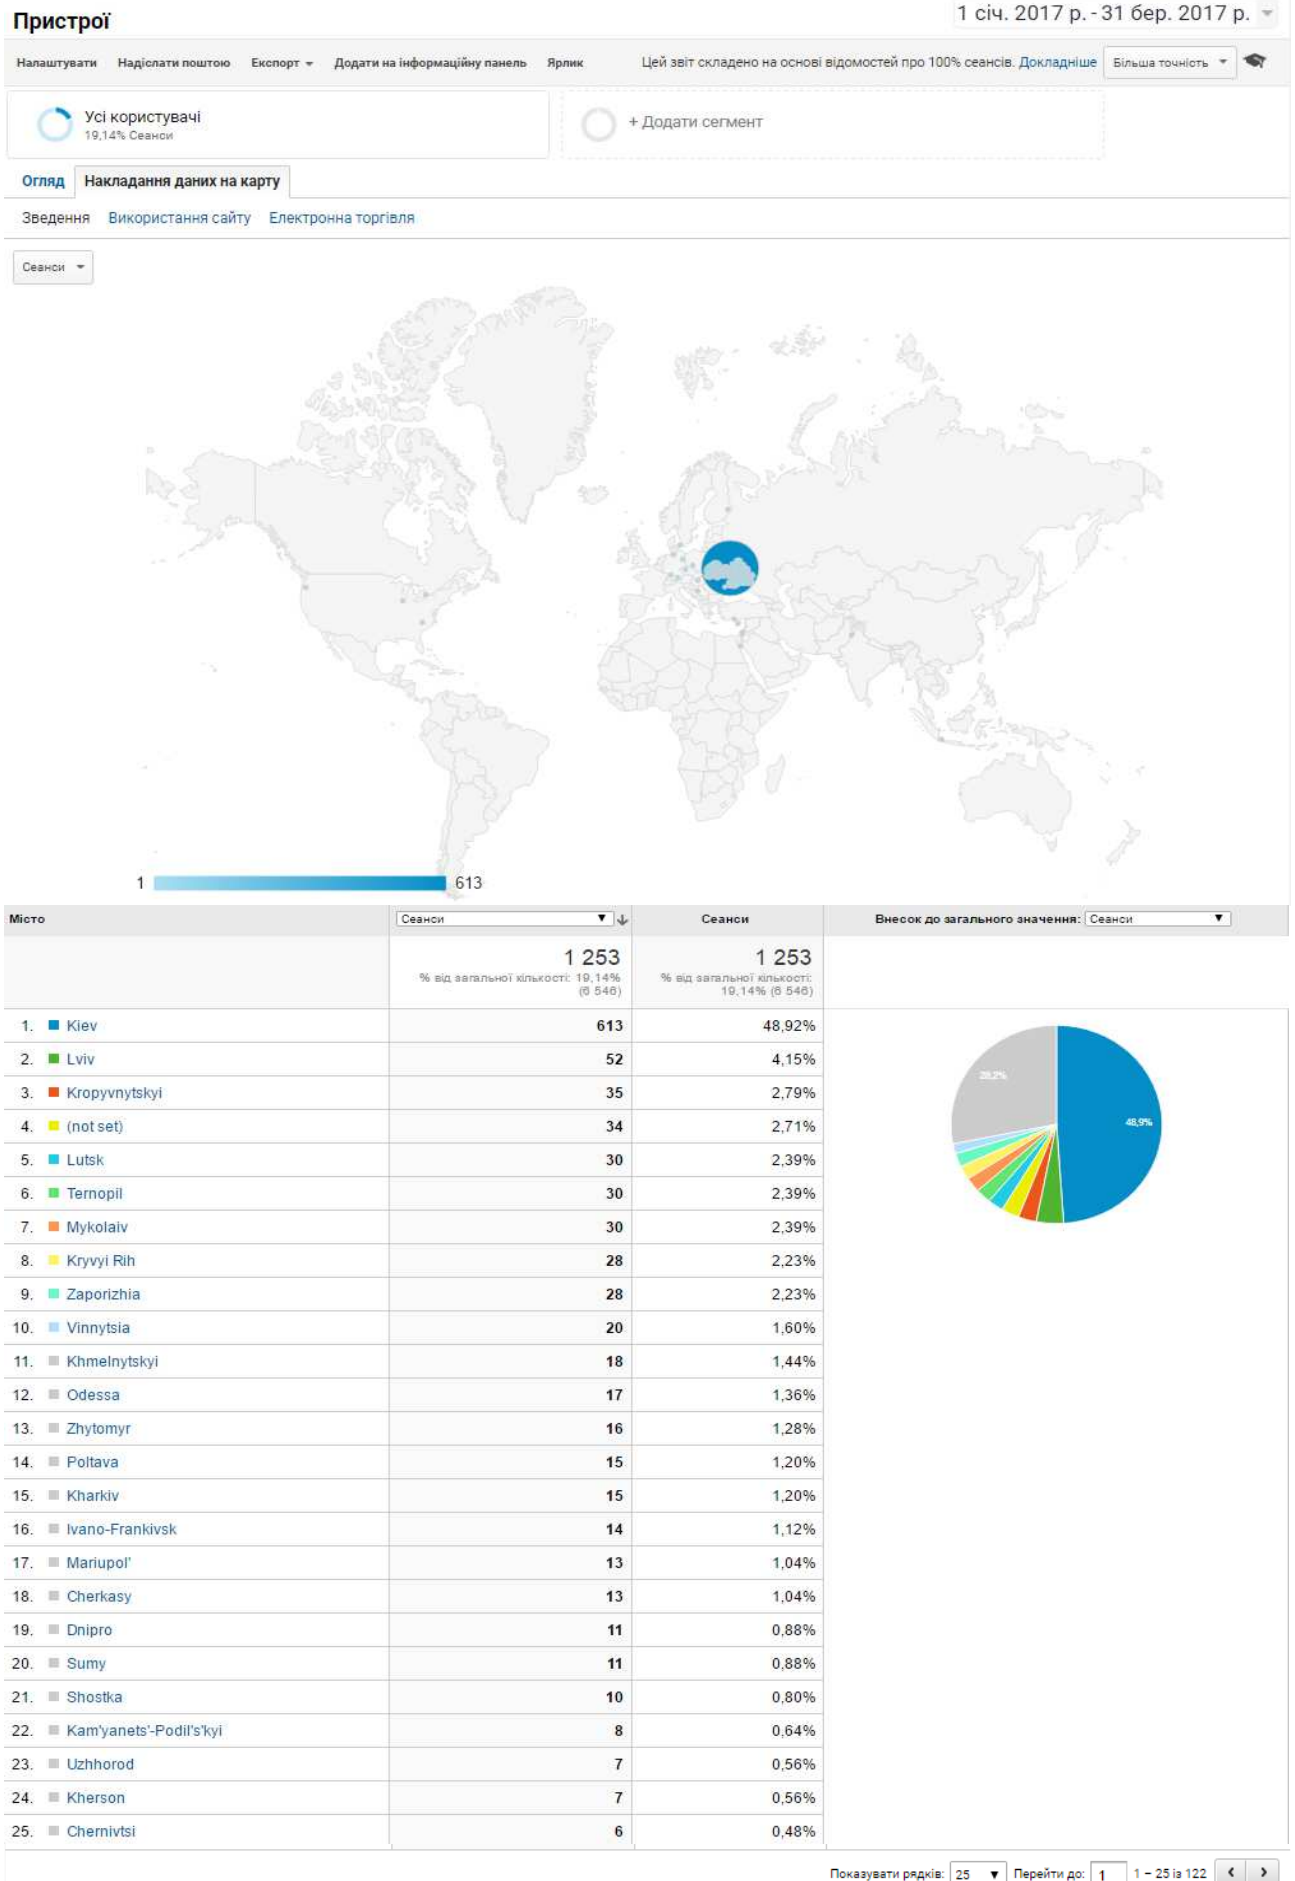 Пристрої
1 січ. 2017 р. - 31 бер. 2017 р.
Налаштувати Надіслати поштою Експорт Додати на інформаційну панель Ярлик Цей звіт складено на основі відомостей про 100% сеансів. Докладніше Більша точність
Усі користувачі
19,14% Сеанси
+ Додати сегмент
Огляд Накладання даних на карту
Зведення Використання сайту Електронна торгівля
Сеанси
1 613
Місто Сеанси Сеанси Внесок до загального значення: Сеанси
1 253 1 253
% від загальної кількості: 19,14% (6 546) % від загальної кількості: 19,14% (6 546)
1. Kiev 613 48,92%
2. Lviv 52 4,15%
3. Kropyvnytskyi 35 2,79%
4. (not set) 34 2,71%
5. Lutsk 30 2,39%
6. Ternopil 30 2,39%
7. Mykolaiv 30 2,39%
8. Kryvyi Rih 28 2,23%
9. Zaporizhia 28 2,23%
10. Vinnytsia 20 1,60%
11. Khmelnytskyi 18 1,44%
12. Odessa 17 1,36%
13. Zhytomyr 16 1,28%
14. Poltava 15 1,20%
15. Kharkiv 15 1,20%
16. Ivano-Frankivsk 14 1,12%
17. Mariupol' 13 1,04%
18. Cherkasy 13 1,04%
19. Dnipro 11 0,88%
20. Sumy 11 0,88%
21. Shostka 10 0,80%
22. Kam'yanets'-Podil's'kyi 8 0,64%
23. Uzhhorod 7 0,56%
24. Kherson 7 0,56%
25. Chernivtsi 6 0,48%
28,2%
48,9%
Показувати рядків: 25 Перейти до: 1 1 – 25 із 122